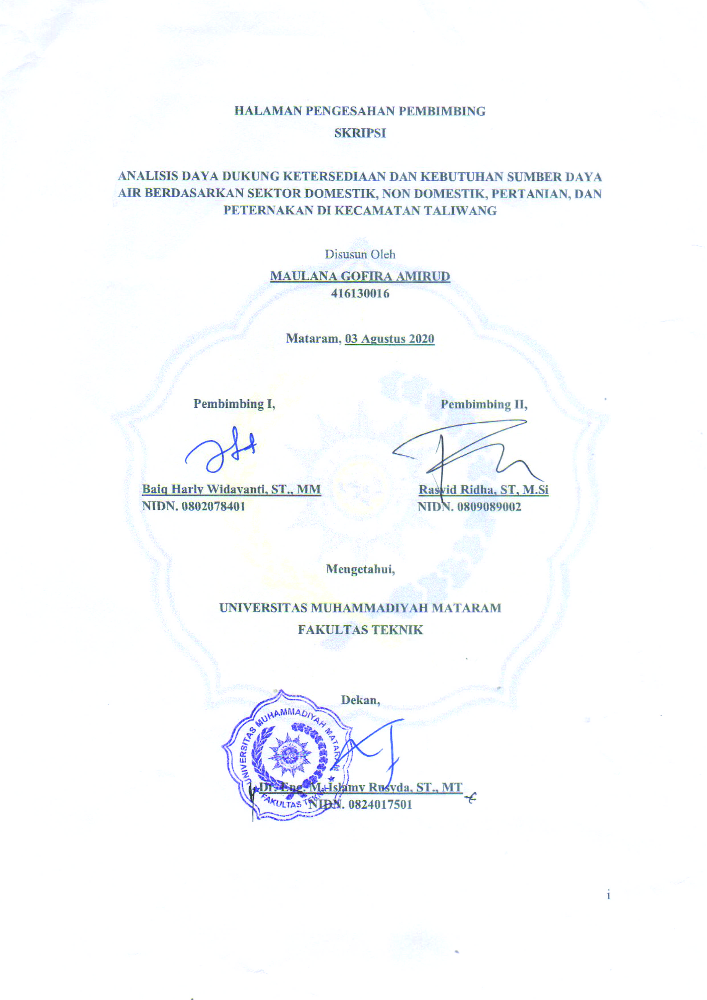 HALAMAN PENGESAHAN PEMBIMBING
SKRIPSI
ANALISIS DAYA DUKUNG KETERSEDIAAN DAN KEBUTUHAN SUMBER DAYA
AIR BERDASARKAN SEKTOR DOMESTIK, NON DOMESTIK, PERTANIAN, DAN
PETERNAKAN DI KECAMATAN TALIWANG
Disusun Oleh
MAULANA GOFIRA AMIRUD
416130016
Mataram, 03 Agustus 2020
Pembimbing I,
Pembimbing II,
Baiq Harly Widayanti, ST., MM
NIDN. 0802078401
Rasyid Ridha, ST, M.Si
NIDN. 0809089002
Mengetahui,
UNIVERSITAS MUHAMMADIYAH MATARAM
FAKULTAS TEKNIK
Dekan,
UNIVERSITAS MUHAMMADIYAH MATARAM
FAKULTAS TEKNIK
Dr. Eng. M. Islamy Rusyda, ST., MT
NIDN. 0824017501
i